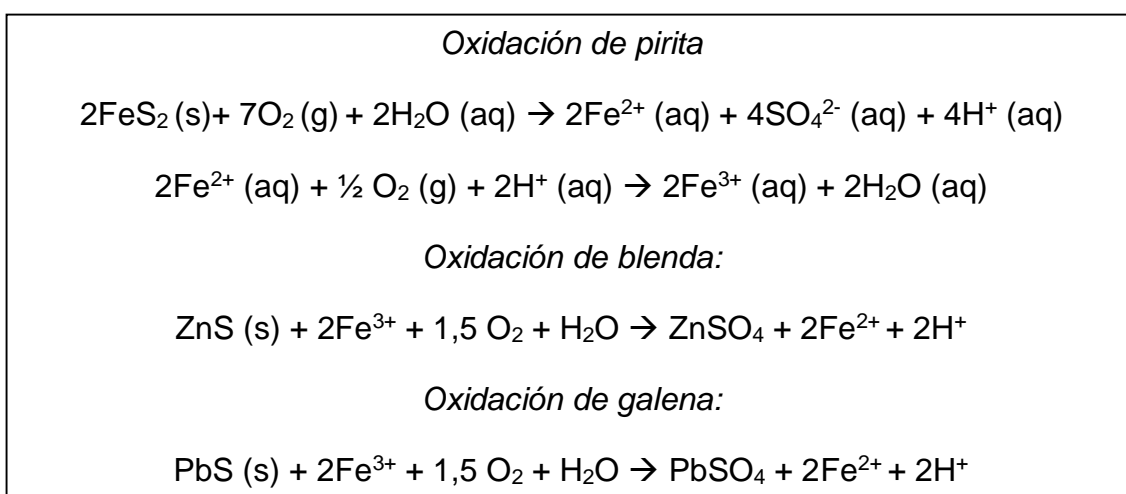 Oxidación de pirita
2FeS₂ (s)+ 7O₂ (g) + 2H₂O (aq) → 2Fe²⁺ (aq) + 4SO₄²⁻ (aq) + 4H⁺ (aq)
2Fe²⁺ (aq) + ½ O₂ (g) + 2H⁺ (aq) → 2Fe³⁺ (aq) + 2H₂O (aq)
Oxidación de blenda:
ZnS (s) + 2Fe³⁺ + 1,5 O₂ + H₂O → ZnSO₄ + 2Fe²⁺ + 2H⁺
Oxidación de galena:
PbS (s) + 2Fe³⁺ + 1,5 O₂ + H₂O → PbSO₄ + 2Fe²⁺ + 2H⁺